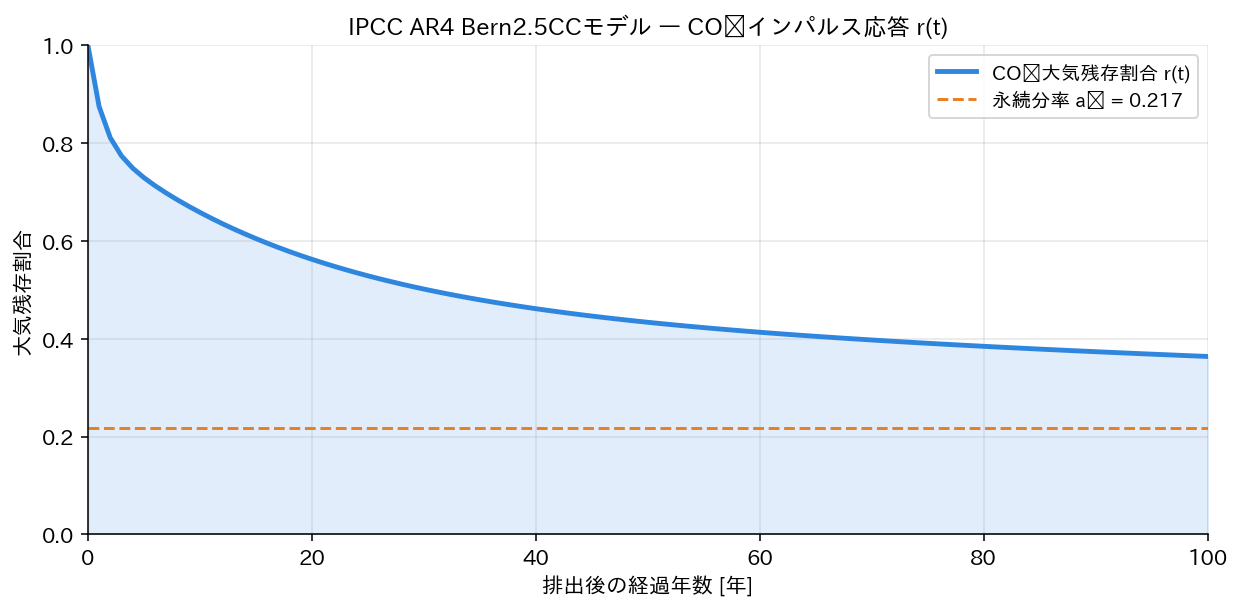 IPCC AR4 Bern2.5CCモデル — CO□インパルス応答 r(t)
CO□大気残存割合 r(t)
永続分率 a□ = 0.217
大気残存割合
1.0
0.8
0.6
0.4
0.2
0.0
0 20 40 60 80 100
排出後の経過年数 [年]